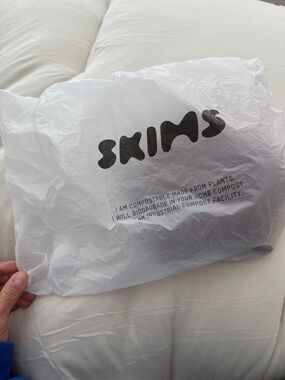 SKIMS
I AM COMPOSTABLE MADE FROM PLANTS.
I WILL BIODEGRADE IN YOUR HOME COMPOST
AN INDUSTRIAL COMPOST FACILITY.